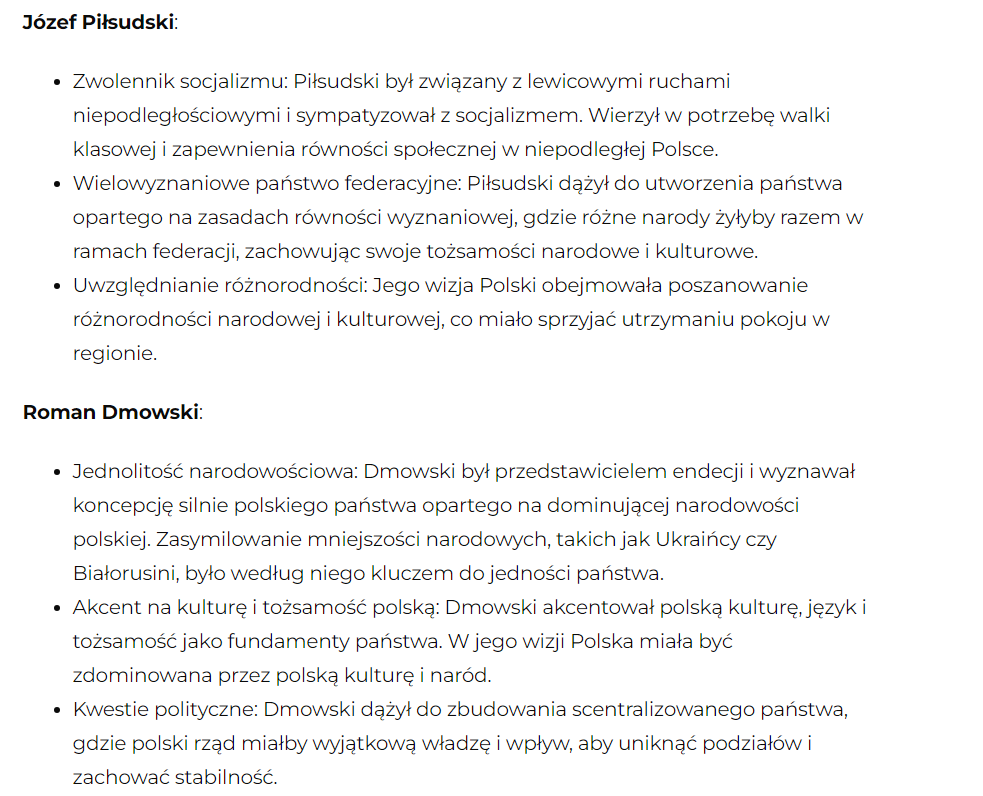 Józef Piłsudski:
Zwolennik socjalizmu: Piłsudski był związany z lewicowymi ruchami
niepodległościowymi i sympatyzował z socjalizmem. Wierzył w potrzebę walki
klasowej i zapewnienia równości społecznej w niepodległej Polsce.
Wielowyznaniowe państwo federacyjne: Piłsudski dążył do utworzenia państwa
opartego na zasadach równości wyznaniowej, gdzie różne narody żyłyby razem w
ramach federacji, zachowując swoje tożsamości narodowe i kulturowe.
Uwzględnianie różnorodności: Jego wizja Polski obejmowała poszanowanie
różnorodności narodowej i kulturowej, co miało sprzyjać utrzymaniu pokoju w
regionie.
Roman Dmowski:
Jednolitość narodowościowa: Dmowski był przedstawicielem endecji i wyznawał
koncepcję silnie polskiego państwa opartego na dominującej narodowości
polskiej. Zasymilowanie mniejszości narodowych, takich jak Ukraińcy czy
Białorusini, było według niego kluczem do jedności państwa.
Akcent na kulturę i tożsamość polską: Dmowski akcentował polską kulturę, język i
tożsamość jako fundamenty państwa. W jego wizji Polska miała być
zdominowana przez polską kulturę i naród.
Kwestie polityczne: Dmowski dążył do zbudowania scentralizowanego państwa,
gdzie polski rząd miałby wyjątkową władzę i wpływ, aby uniknąć podziałów i
zachować stabilność.